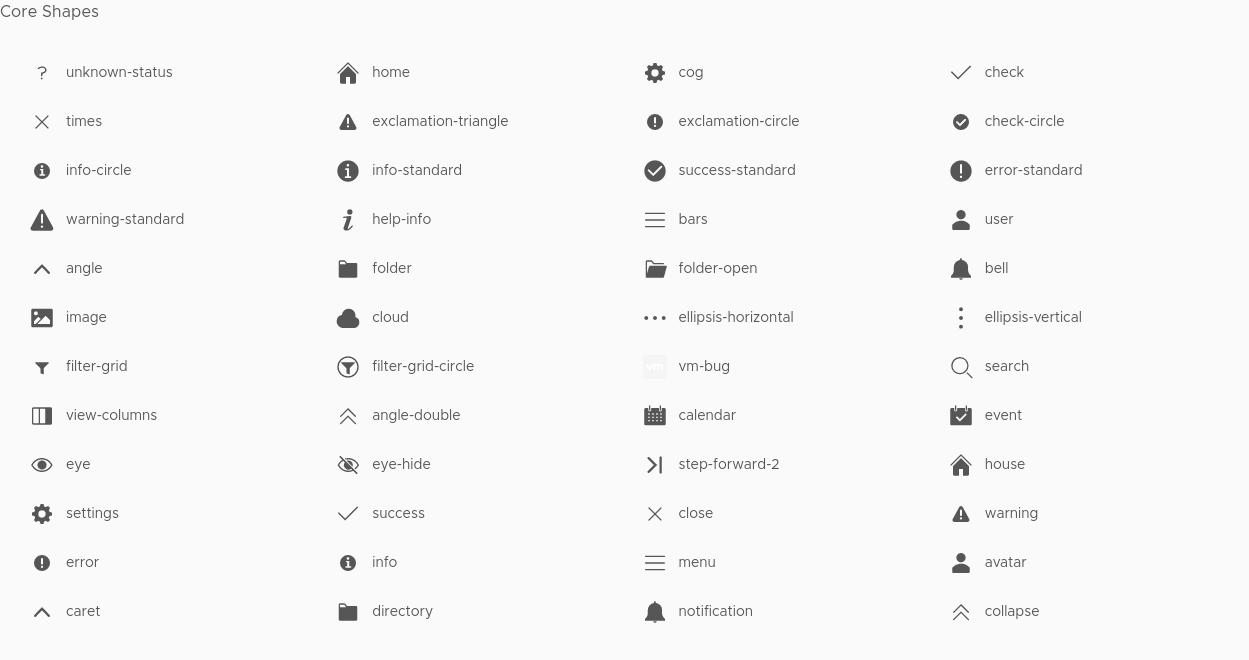 Core Shapes
unknown-status home cog check
times exclamation-triangle exclamation-circle check-circle
info-circle info-standard success-standard error-standard
warning-standard help-info bars user
angle folder folder-open bell
image cloud ellipsis-horizontal ellipsis-vertical
filter-grid filter-grid-circle vm vm-bug search
view-columns angle-double calendar event
eye eye-hide step-forward-2 house
settings success close warning
error info menu avatar
caret directory notification collapse